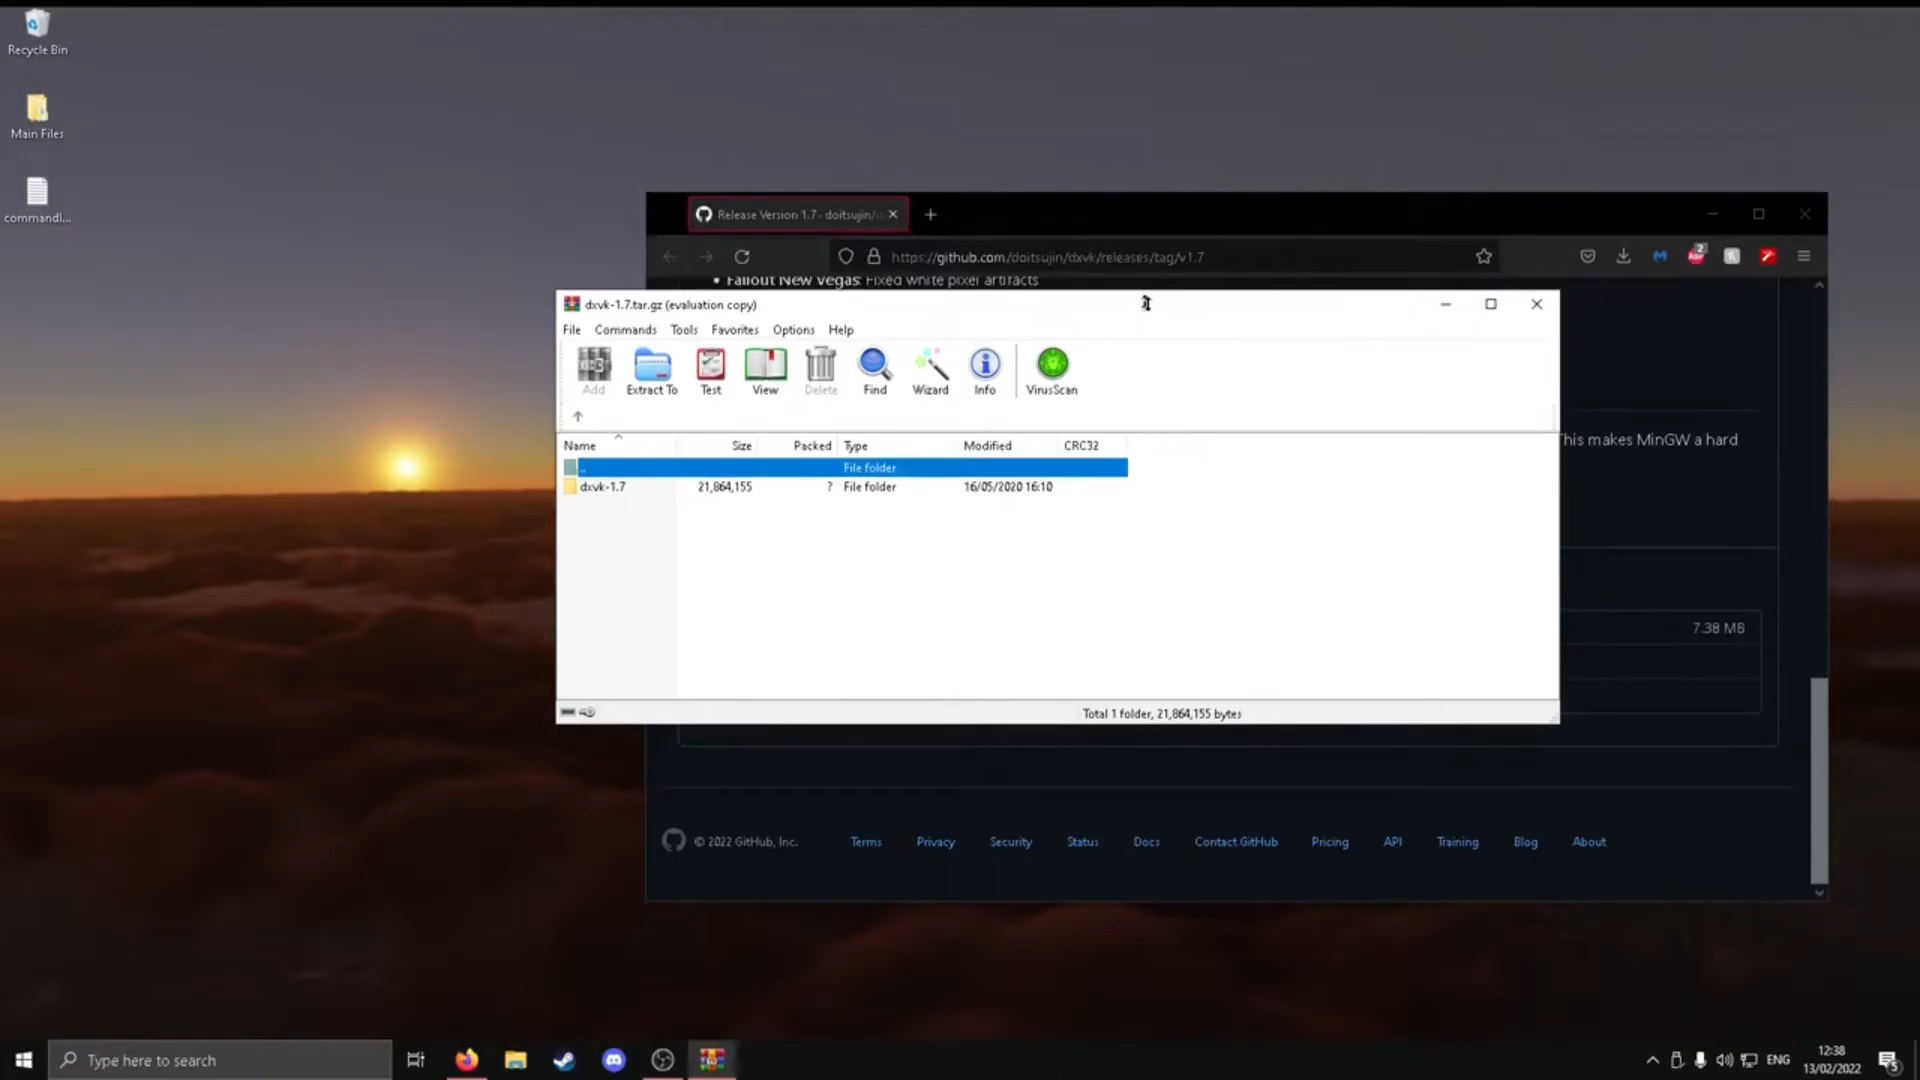 Recycle Bin
Main Files
commandl...
Release Version 1.7 · doitsujin/
https://github.com/doitsujin/dxvk/releases/tag/v1.7
2
• Fallout New Vegas: Fixed white pixel artifacts
dxvk-1.7.tar.gz (evaluation copy)
File Commands Tools Favorites Options Help
Add Extract To Test View Delete Find Wizard Info VirusScan
Name Size Packed Type Modified CRC32
.. File folder
dxvk-1.7 21,864,155 ? File folder 16/05/2020 16:10
This makes MinGW a hard
7.38 MB
Total 1 folder, 21,864,155 bytes
© 2022 GitHub, Inc. Terms Privacy Security Status Docs Contact GitHub Pricing API Training Blog About
Type here to search
ENG
12:38
13/02/2022
5